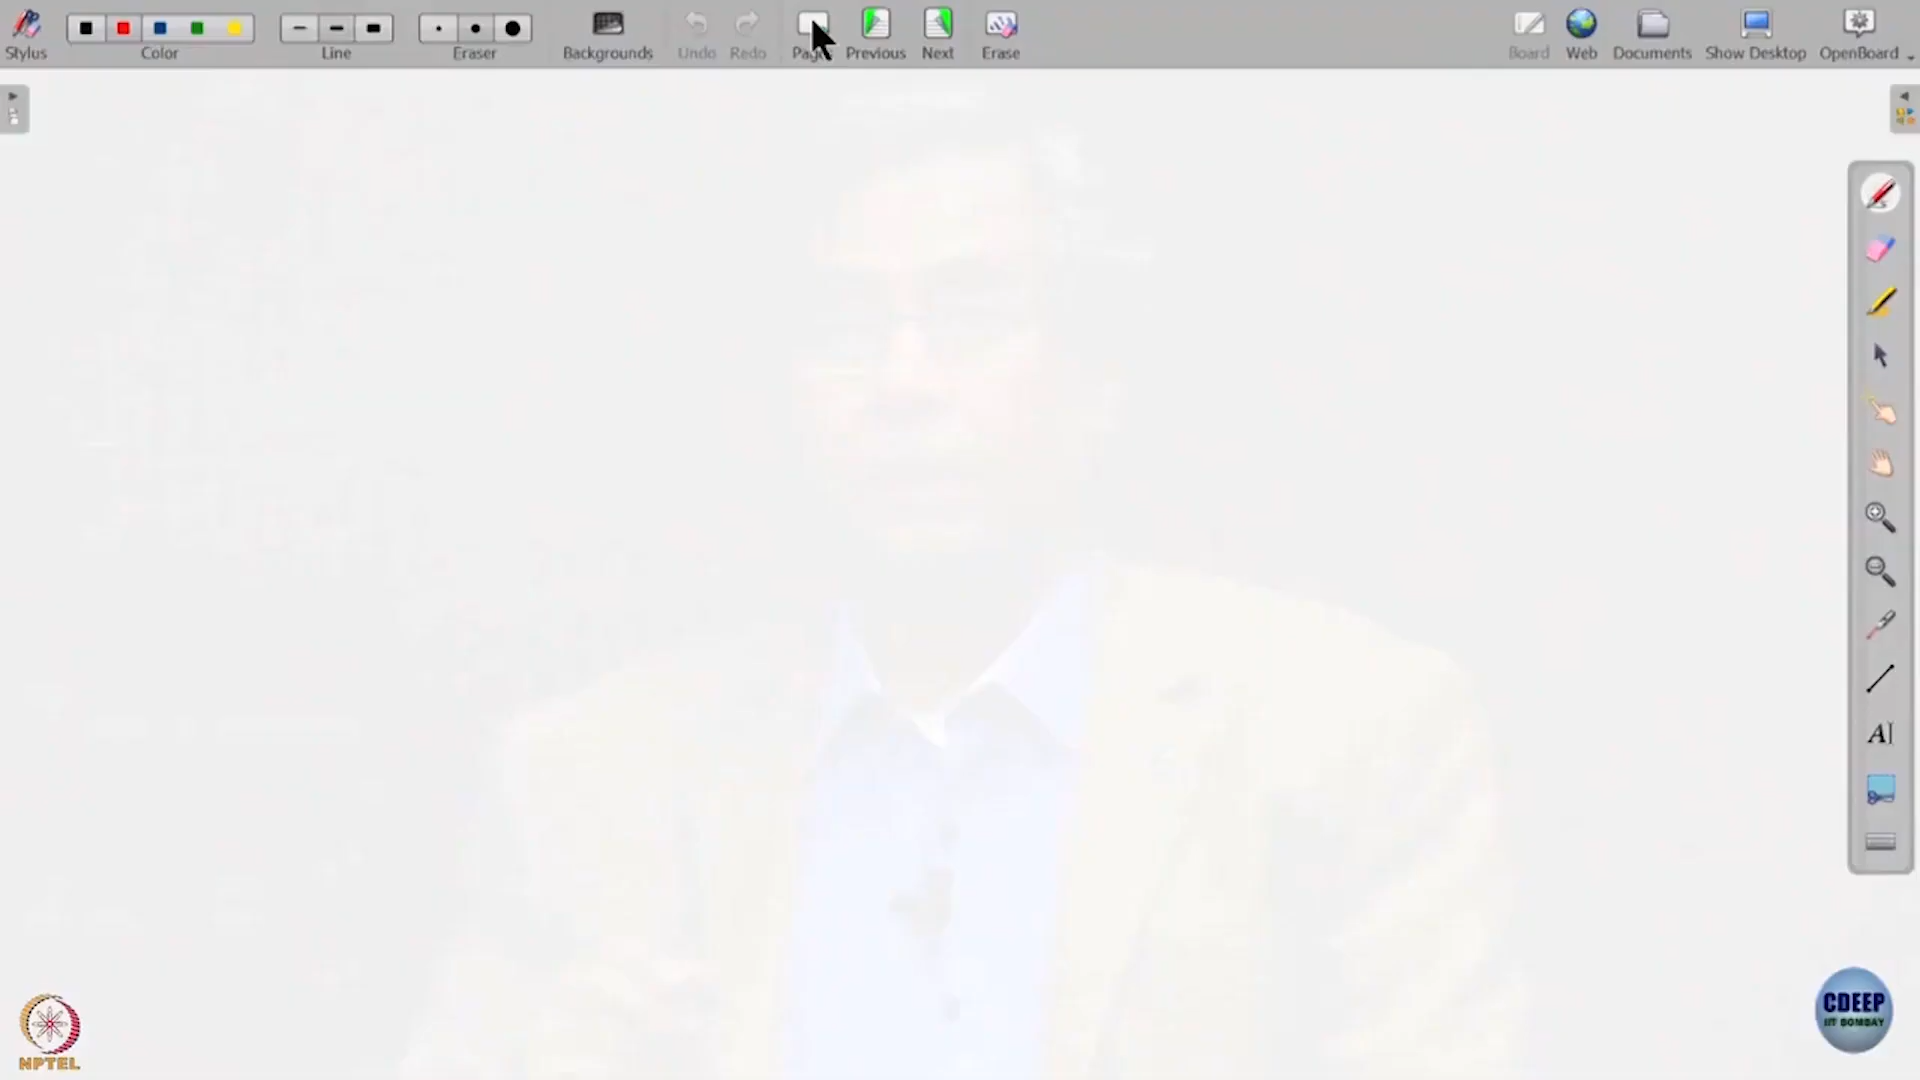 Stylus
Color
Line
Eraser
Backgrounds
Undo
Redo
Pages
Previous
Next
Erase
Board
Web
Documents
Show Desktop
OpenBoard
A
NPTEL
CDEEP
IIT BOMBAY